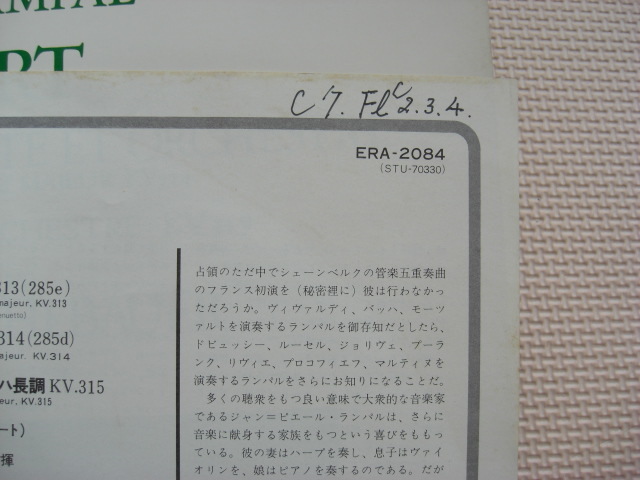 RT
C 7. Fl C 2.3.4.
ERA-2084
(STU-70330)
313(285e)
majeur. KV.313
enuetto)
314(285d)
majeur. KV.314
ハ長調 KV.315
eur. KV.315
ート)
揮
占領のただ中でシェーンベルクの管楽五重奏曲
のフランス初演を(秘密裡に)彼は行わなかっ
ただろうか。ヴィヴァルディ、バッハ、モーツ
ァルトを演奏するランパルを御存知だとしたら、
ドビュッシー、ルーセル、ジョリヴェ、プーラ
ンク、リヴィエ、プロコフィエフ、マルティヌを
演奏するランパルをさらにお知りになることだ。
多くの聴衆をもつ良い意味で大衆的な音楽家
であるジャン=ピエール・ランパルは、さらに
音楽に献身する家族をもつという喜びをももっ
ている。彼の妻はハープを奏し、息子はヴァイ
オリンを、娘はピアノを奏するのである。だが